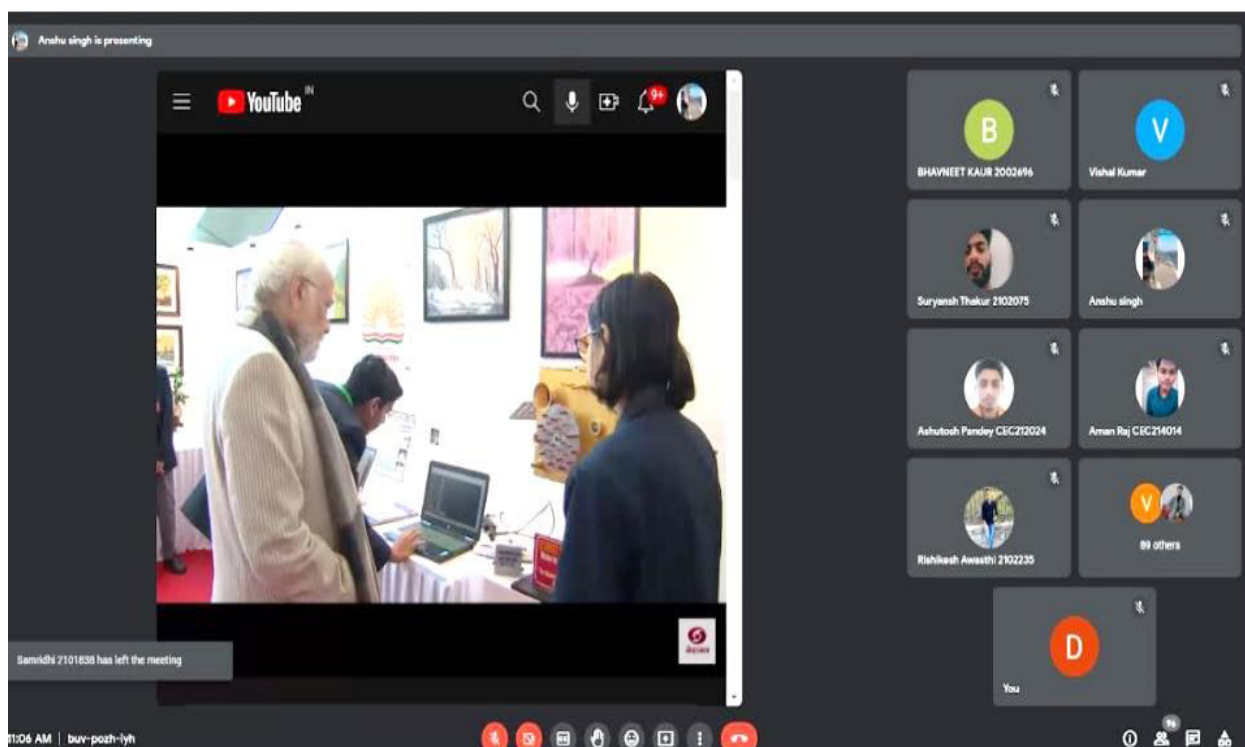 Anshu singh is presenting
YouTube IN
9+
B
BHAVNEET KAUR 2002696
V
Vishal Kumar
Suryansh Thakur 2102075
Anshu singh
Ashutosh Pandey CEC212024
Aman Raj CEC214014
Rishikesh Awasthi 2102235
V
89 others
D
You
Samridhi 2101838 has left the meeting
11:06 AM | buv-pozh-iyh
96